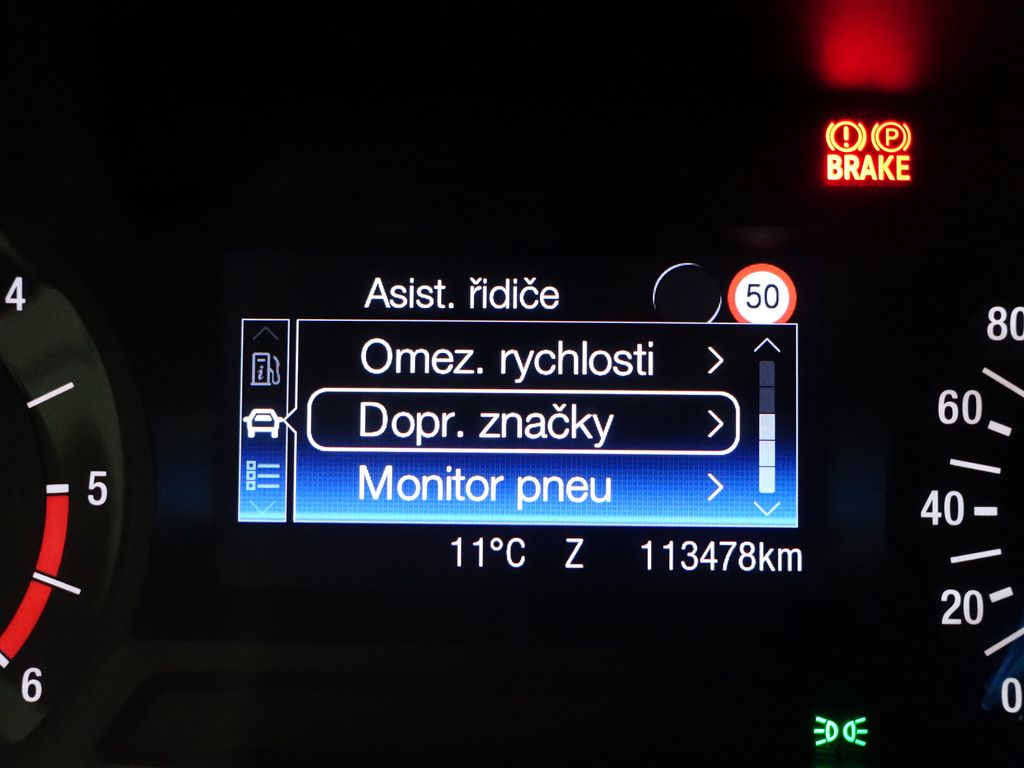 BRAKE
Asist. řidiče 50
Omez. rychlosti
Dopr. značky
Monitor pneu
11°C Z 113478km
4
5
6
80
60
40
20
0